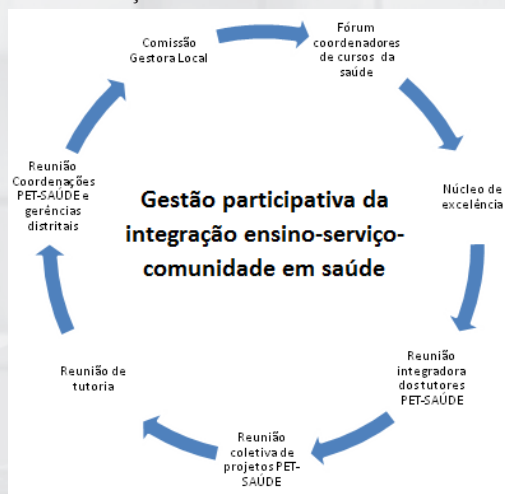 Comissão
Gestora Local
Fórum
coordenadores
de cursos da
saúde
Núcleo de
excelência
Reunião
integradora
dos tutores
PET-SAÚDE
Reunião
coletiva de
projetos PET-
SAÚDE
Reunião de
tutoria
Reunião
Coordenações
PET-SAÚDE e
gerências
distritais
Gestão participativa da
integração ensino-serviço-
comunidade em saúde